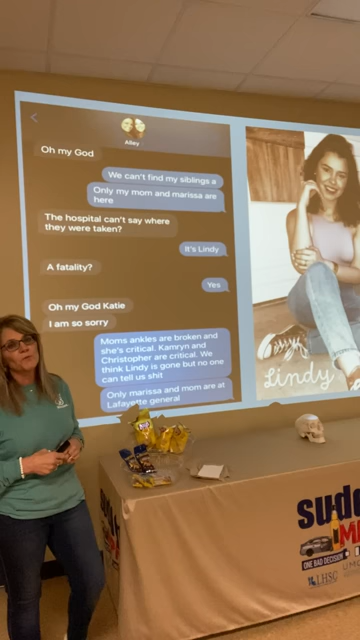 Alley
Oh my God
We can't find my siblings a
Only my mom and marissa are
here
The hospital can't say where
they were taken?
It's Lindy
A fatality?
Yes
Oh my God Katie
I am so sorry
Moms ankles are broken and
she's critical. Kamryn and
Christopher are critical. We
think Lindy is gone but no one
can tell us shit
Only marissa and mom are at
Lafayette general
Lindy
ONE BAD DECISION
LHSC